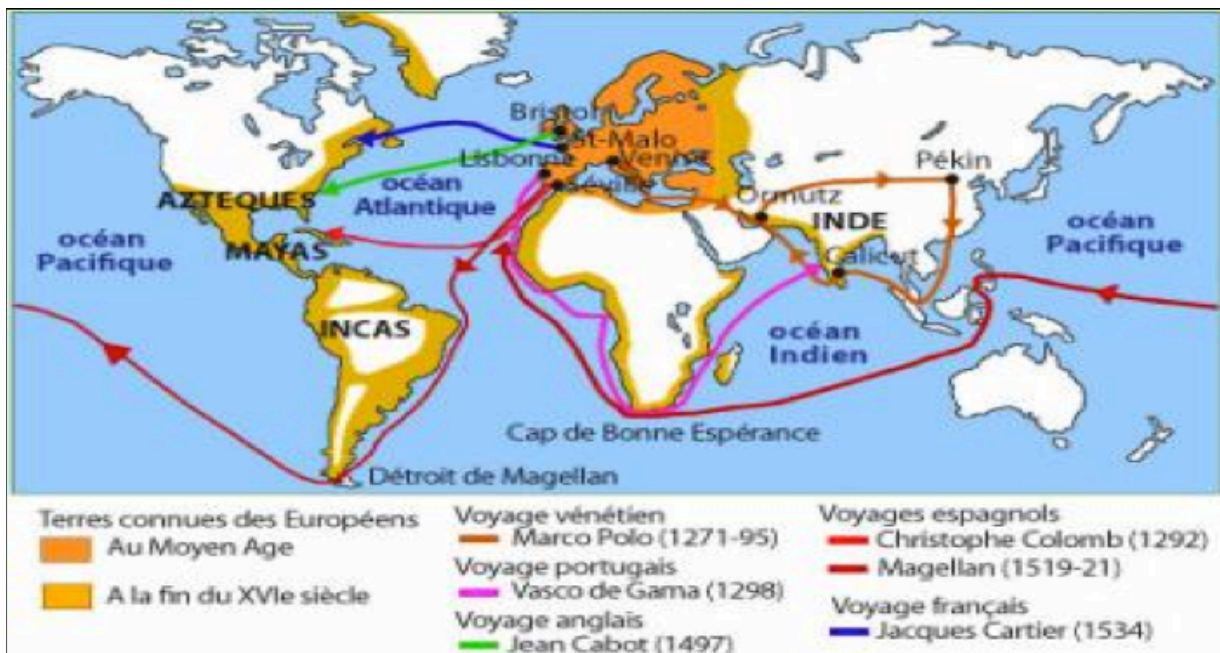 Bristol
St-Malo
Lisbonne
Venise
Séville
Pékin
Ormutz
océan
Atlantique
AZTEQUES
INDE
océan
Pacifique
MAYAS
Calicut
océan
Pacifique
INCAS
océan
Indien
Cap de Bonne Espérance
Détroit de Magellan
Terres connues des Européens
Au Moyen Age
A la fin du XVIe siècle
Voyage vénétien
Marco Polo (1271-95)
Voyage portugais
Vasco de Gama (1298)
Voyage anglais
Jean Cabot (1497)
Voyages espagnols
Christophe Colomb (1292)
Magellan (1519-21)
Voyage français
Jacques Cartier (1534)